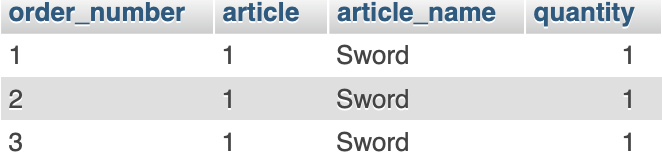 order_number article article_name quantity
1 1 Sword 1
2 1 Sword 1
3 1 Sword 1